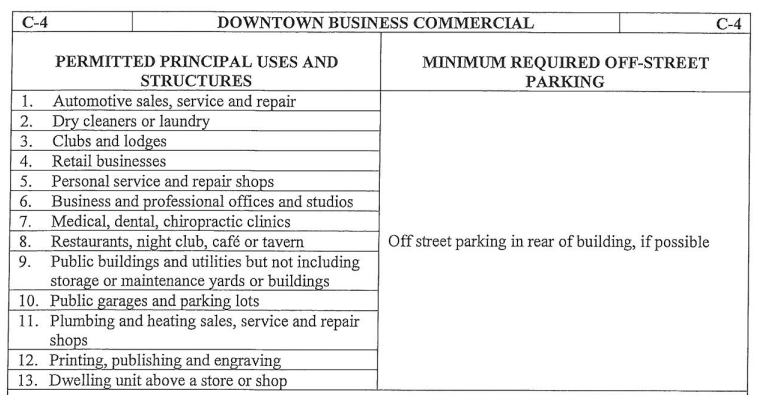 C-4 DOWNTOWN BUSINESS COMMERCIAL C-4
PERMITTED PRINCIPAL USES AND
STRUCTURES
MINIMUM REQUIRED OFF-STREET
PARKING
1. Automotive sales, service and repair
2. Dry cleaners or laundry
3. Clubs and lodges
4. Retail businesses
5. Personal service and repair shops
6. Business and professional offices and studios
7. Medical, dental, chiropractic clinics
8. Restaurants, night club, café or tavern
9. Public buildings and utilities but not including
storage or maintenance yards or buildings
10. Public garages and parking lots
11. Plumbing and heating sales, service and repair
shops
12. Printing, publishing and engraving
13. Dwelling unit above a store or shop
Off street parking in rear of building, if possible